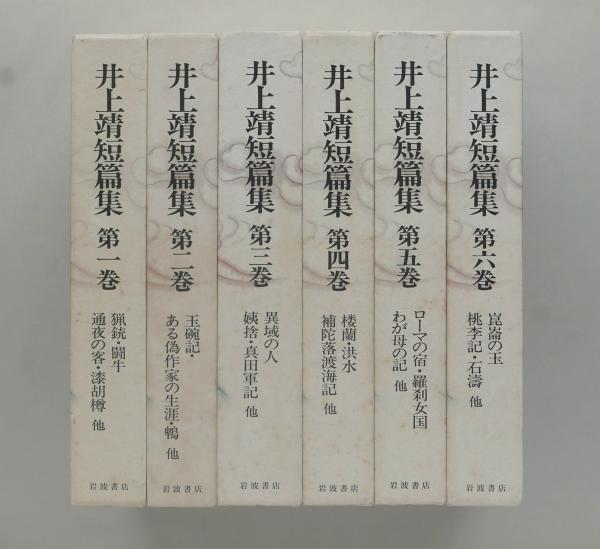 井上靖短篇集 第一巻
猟銃・闘牛
通夜の客・漆胡樽 他
岩波書店
井上靖短篇集 第二巻
玉碗記・
ある偽作家の生涯・鵯 他
岩波書店
井上靖短篇集 第三巻
異域の人
姨捨・真田軍記 他
岩波書店
井上靖短篇集 第四巻
楼蘭・洪水
補陀落渡海記 他
岩波書店
井上靖短篇集 第五巻
ローマの宿・羅刹女国
わが母の記 他
岩波書店
井上靖短篇集 第六巻
崑崙の玉
桃李記・石濤 他
岩波書店